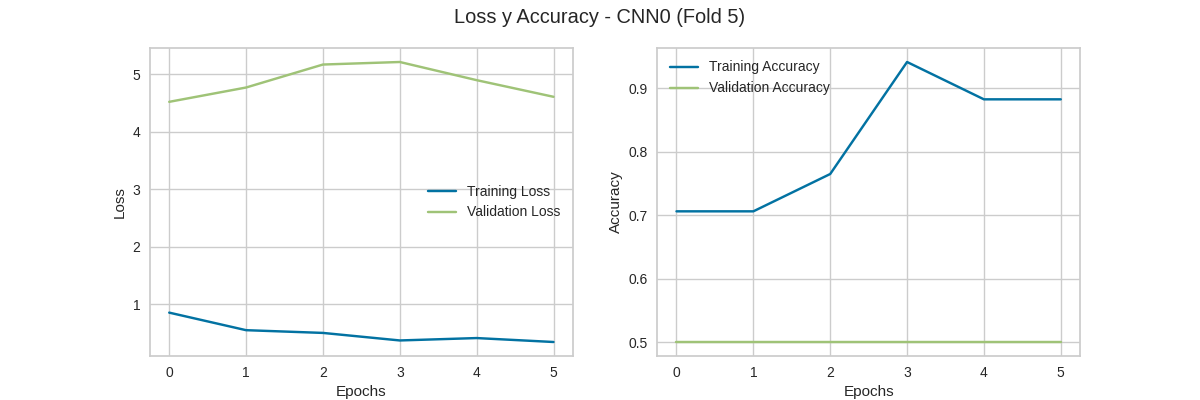 Loss y Accuracy - CNN0 (Fold 5)
5
4
3
2
1
Loss
Training Loss
Validation Loss
0 1 2 3 4 5
Epochs
Training Accuracy
Validation Accuracy
0.9
0.8
0.7
0.6
0.5
Accuracy
0 1 2 3 4 5
Epochs